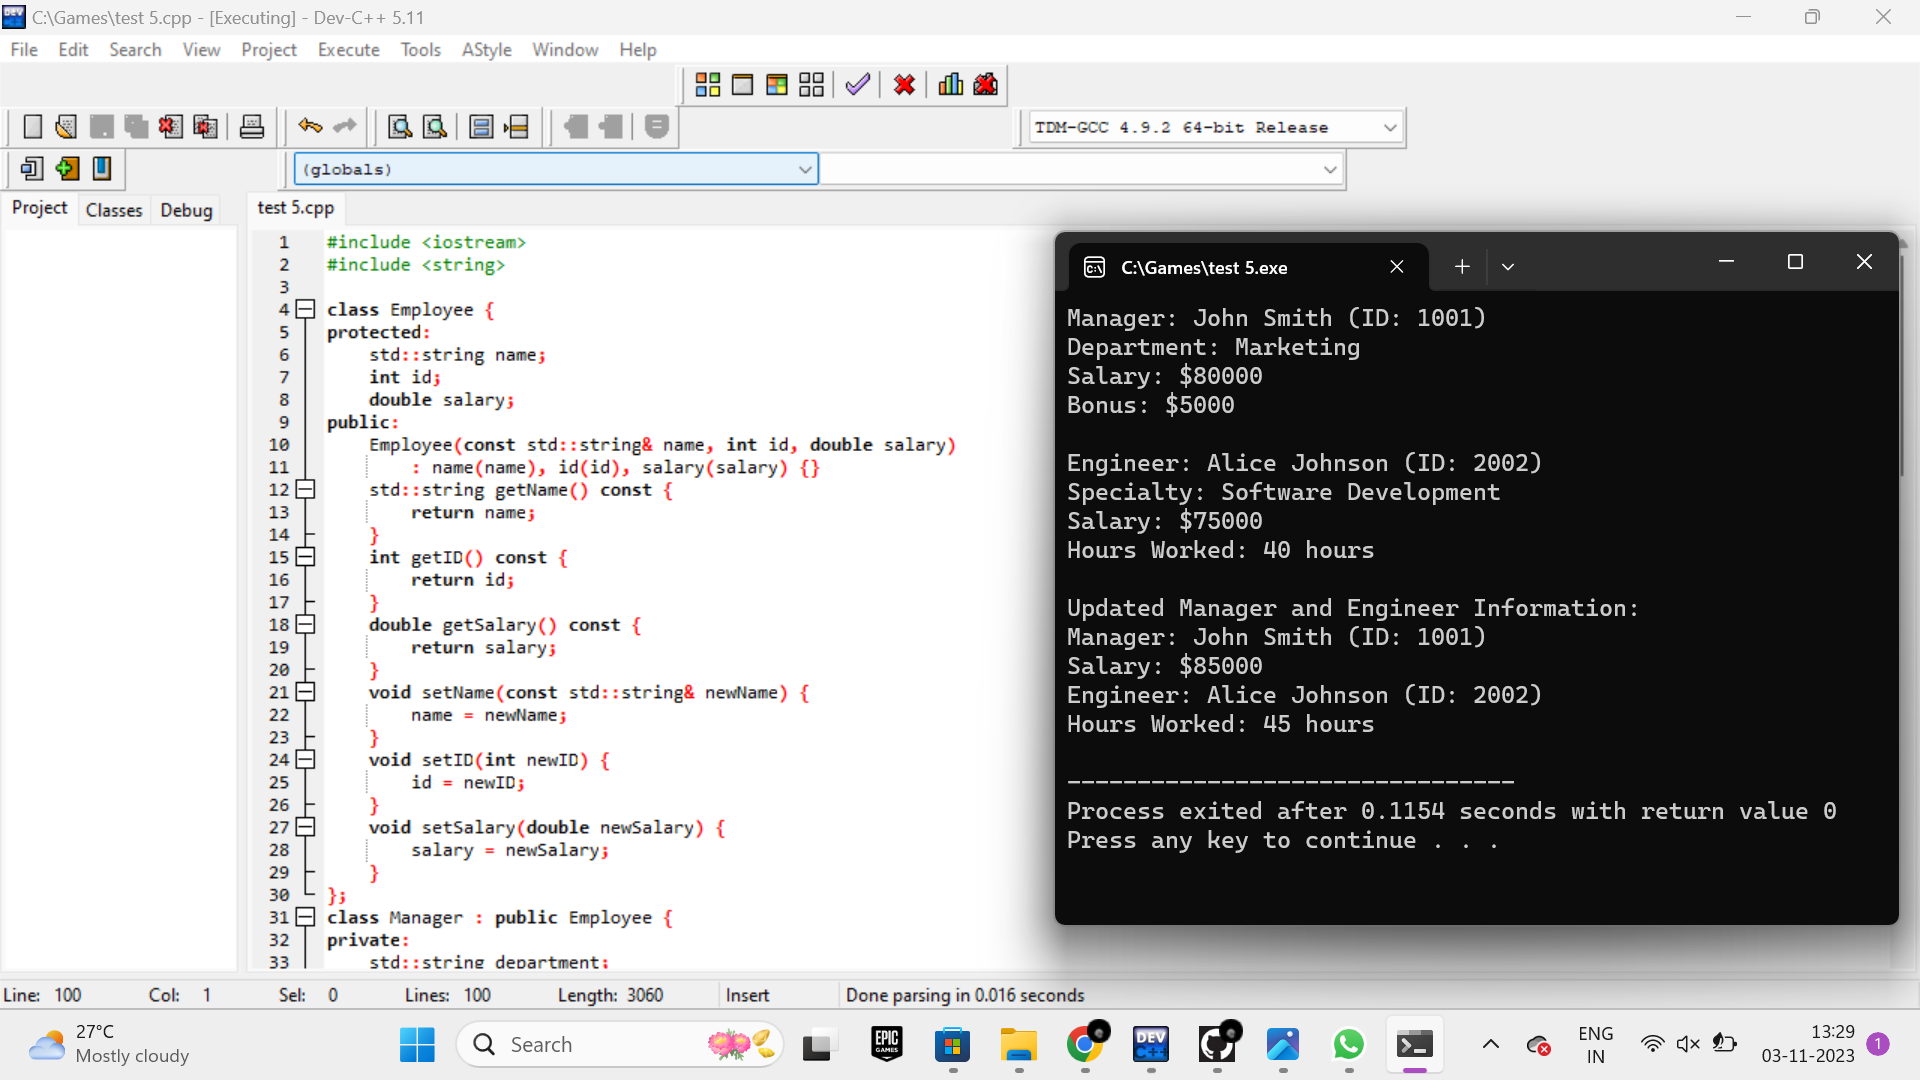 C:\Games\test 5.cpp - [Executing] - Dev-C++ 5.11
File Edit Search View Project Execute Tools AStyle Window Help
TDM-GCC 4.9.2 64-bit Release
(globals)
Project Classes Debug
test 5.cpp
1 #include <iostream>
2 #include <string>
3
4 class Employee {
5 protected:
6 std::string name;
7 int id;
8 double salary;
9 public:
10 Employee(const std::string& name, int id, double salary)
11 : name(name), id(id), salary(salary) {}
12 std::string getName() const {
13 return name;
14 }
15 int getID() const {
16 return id;
17 }
18 double getSalary() const {
19 return salary;
20 }
21 void setName(const std::string& newName) {
22 name = newName;
23 }
24 void setID(int newID) {
25 id = newID;
26 }
27 void setSalary(double newSalary) {
28 salary = newSalary;
29 }
30 };
31 class Manager : public Employee {
32 private:
33 std::string department;
C:\Games\test 5.exe
Manager: John Smith (ID: 1001)
Department: Marketing
Salary: $80000
Bonus: $5000
Engineer: Alice Johnson (ID: 2002)
Specialty: Software Development
Salary: $75000
Hours Worked: 40 hours
Updated Manager and Engineer Information:
Manager: John Smith (ID: 1001)
Salary: $85000
Engineer: Alice Johnson (ID: 2002)
Hours Worked: 45 hours
--------------------------------
Process exited after 0.1154 seconds with return value 0
Press any key to continue . . .
Line: 100 Col: 1 Sel: 0 Lines: 100 Length: 3060 Insert Done parsing in 0.016 seconds
27°C
Mostly cloudy
Search
EPIC
GAMES
DEV
C++
ENG
IN
13:29
03-11-2023
1